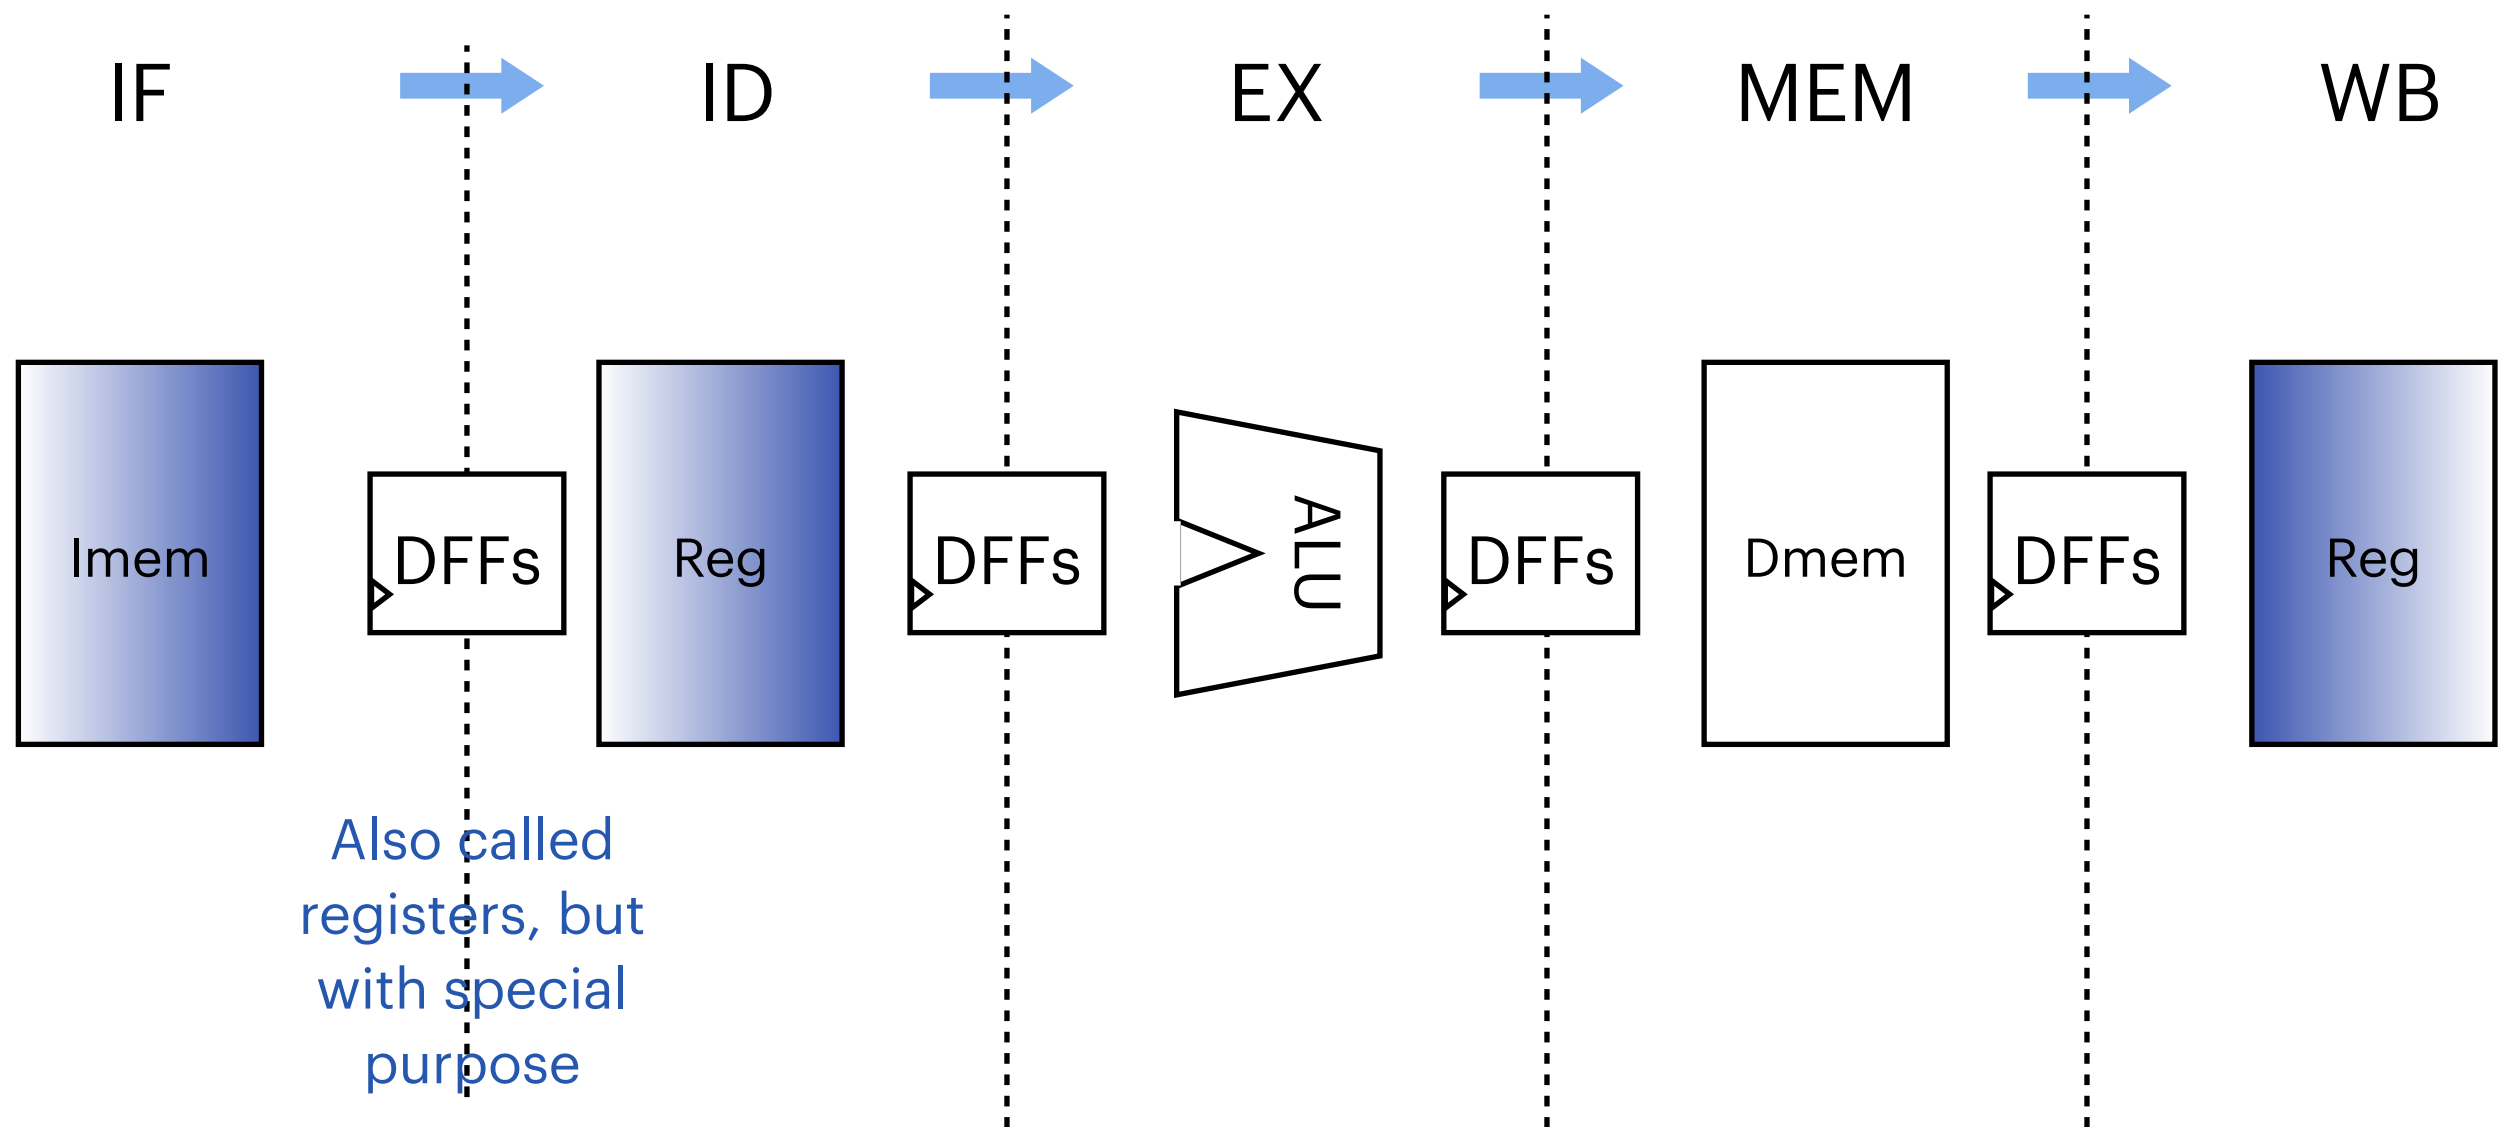 IF
ID
EX
MEM
WB
Imem
DFFs
Reg
DFFs
ALU
DFFs
Dmem
DFFs
Reg
Also called
registers, but
with special
purpose